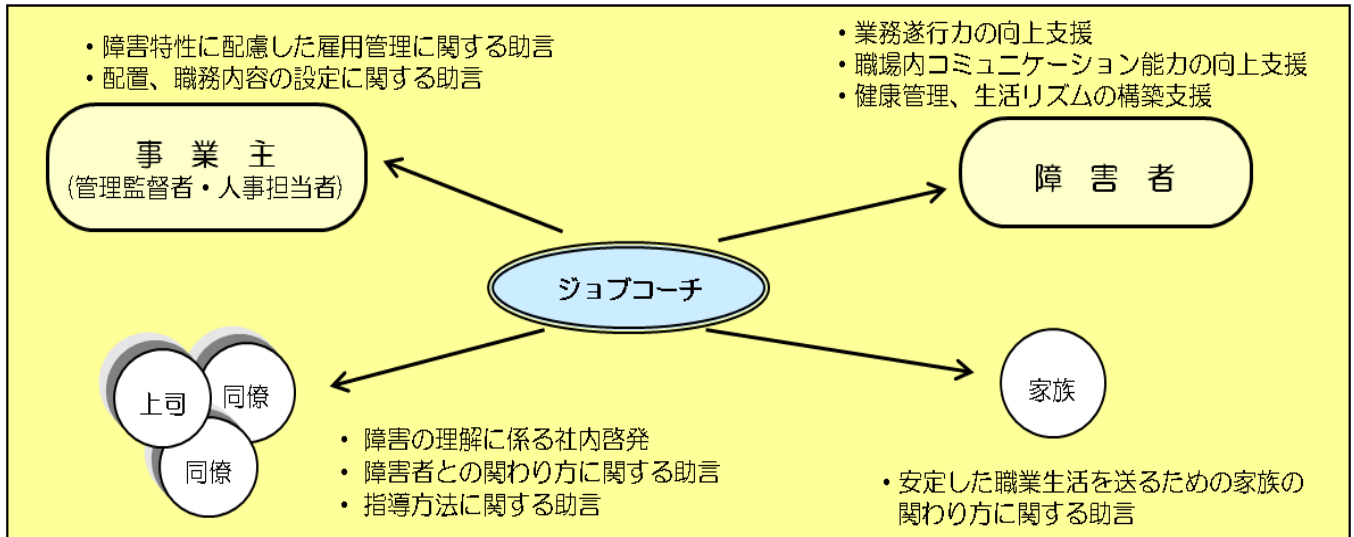 ・障害特性に配慮した雇用管理に関する助言
・配置、職務内容の設定に関する助言
事 業 主
(管理監督者・人事担当者)
・業務遂行力の向上支援
・職場内コミュニケーション能力の向上支援
・健康管理、生活リズムの構築支援
障 害 者
ジョブコーチ
上司
同僚
同僚
・ 障害の理解に係る社内啓発
・ 障害者との関わり方に関する助言
・ 指導方法に関する助言
家族
・安定した職業生活を送るための家族の
関わり方に関する助言